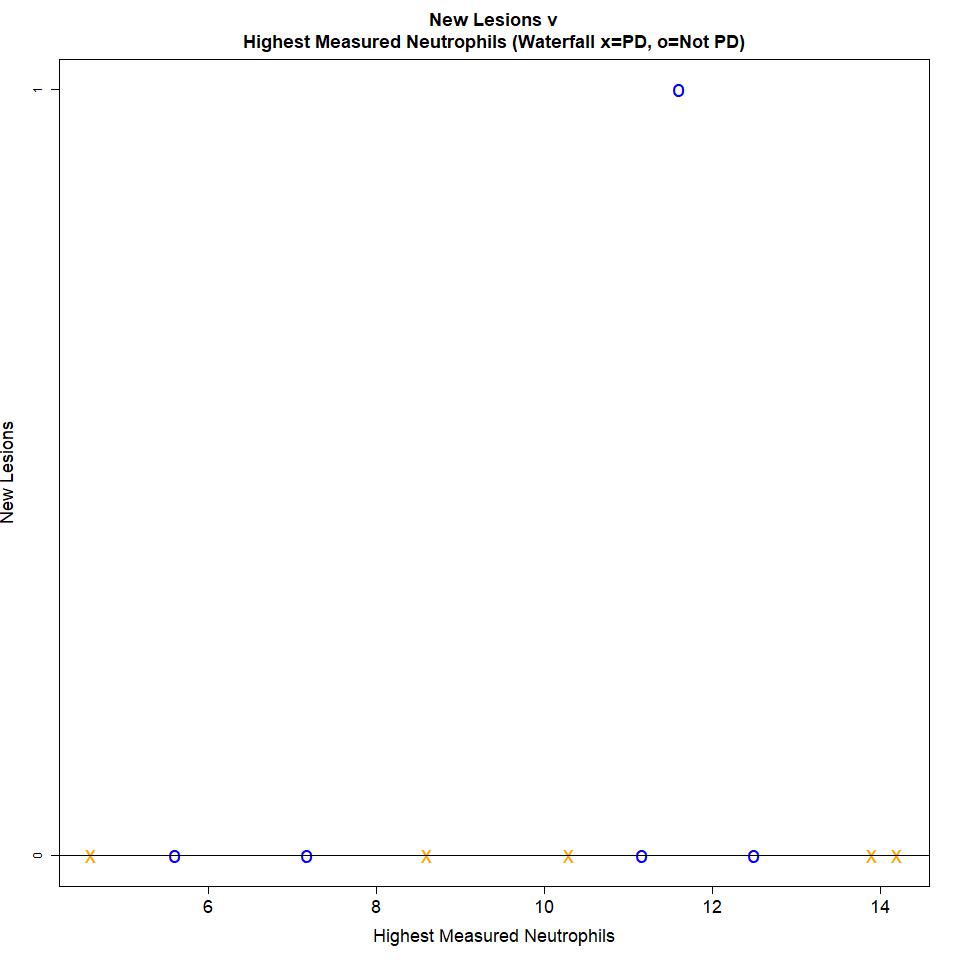 New Lesions v
Highest Measured Neutrophils (Waterfall x=PD, o=Not PD)
1
o
New Lesions
0
x o o x x o o x x
6 8 10 12 14
Highest Measured Neutrophils